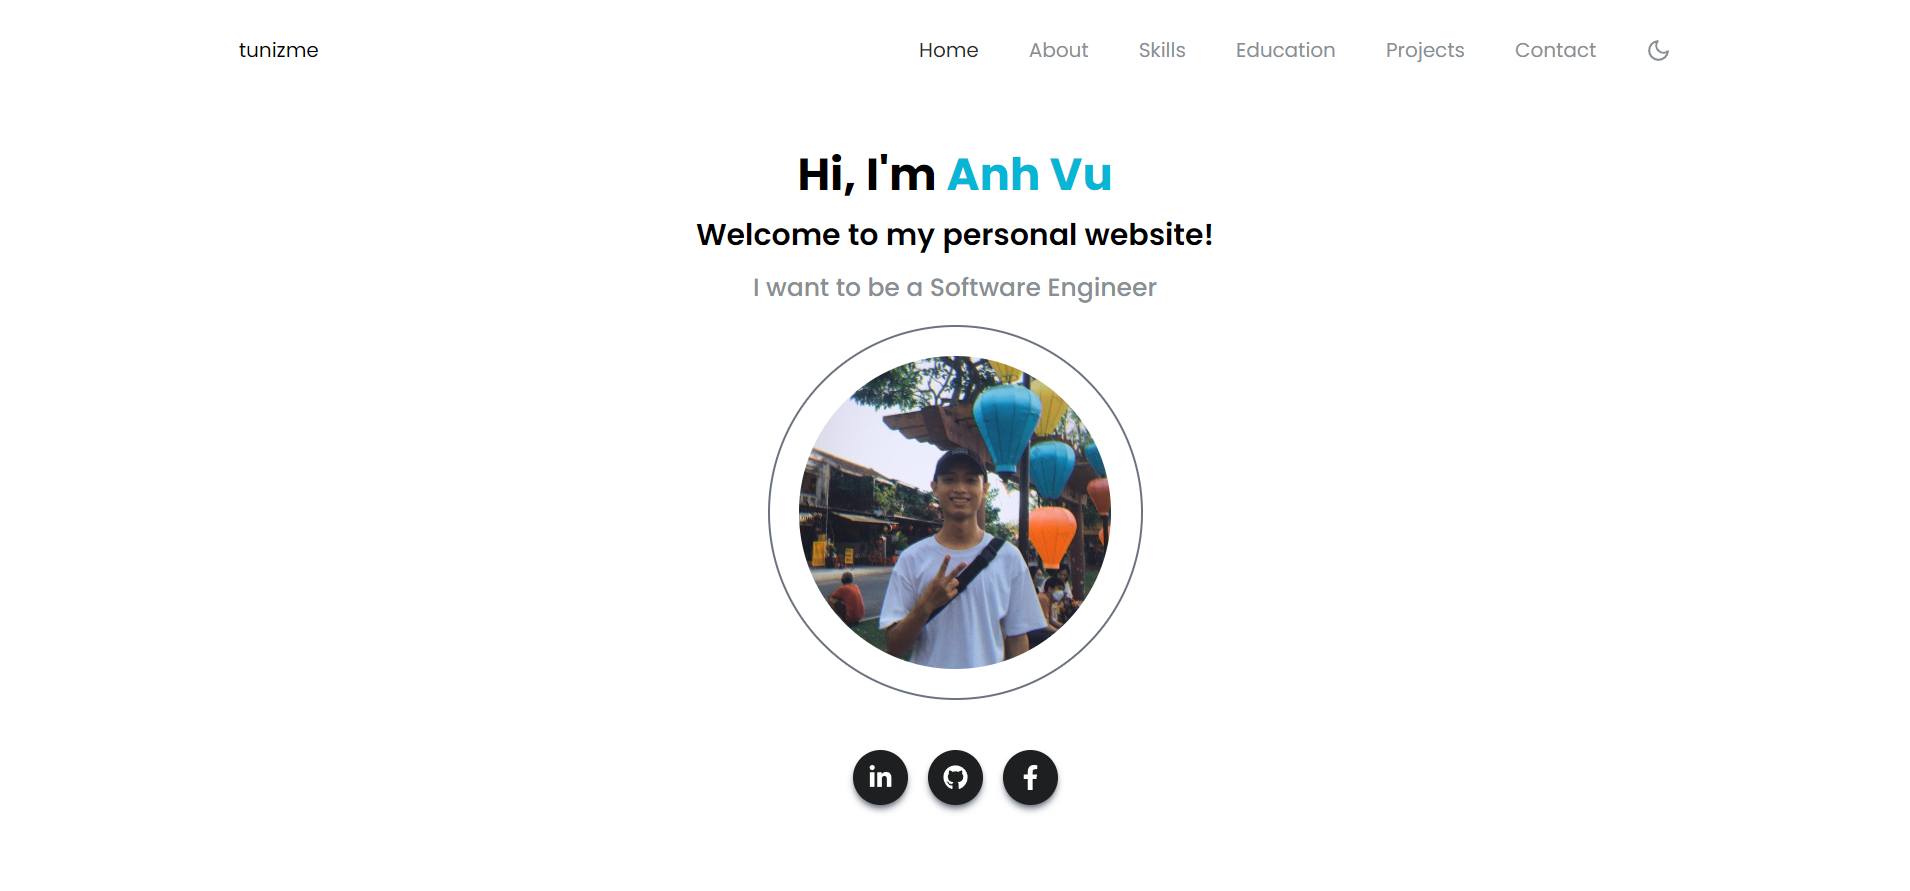 tunizme
Home About Skills Education Projects Contact
Hi, I'm Anh Vu
Welcome to my personal website!
I want to be a Software Engineer
in
f